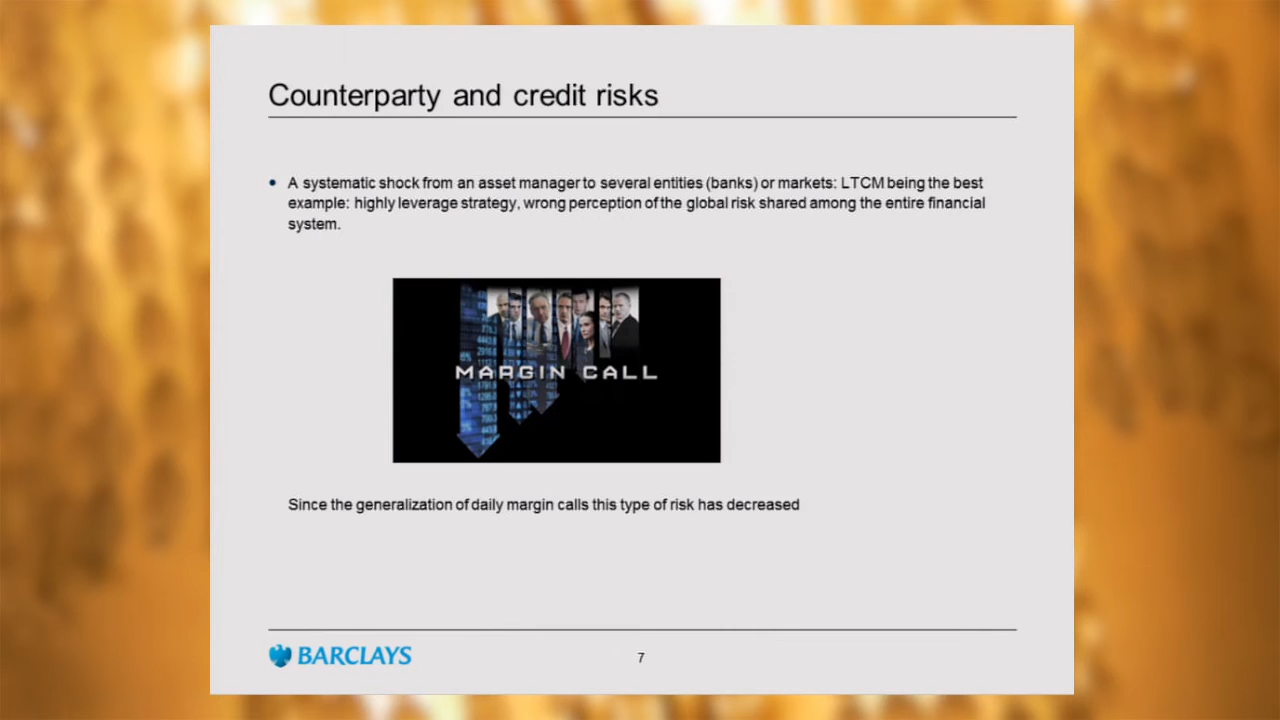 Counterparty and credit risks
• A systematic shock from an asset manager to several entities (banks) or markets: LTCM being the best
example: highly leverage strategy, wrong perception of the global risk shared among the entire financial
system.
MARGIN CALL
Since the generalization of daily margin calls this type of risk has decreased
BARCLAYS
7